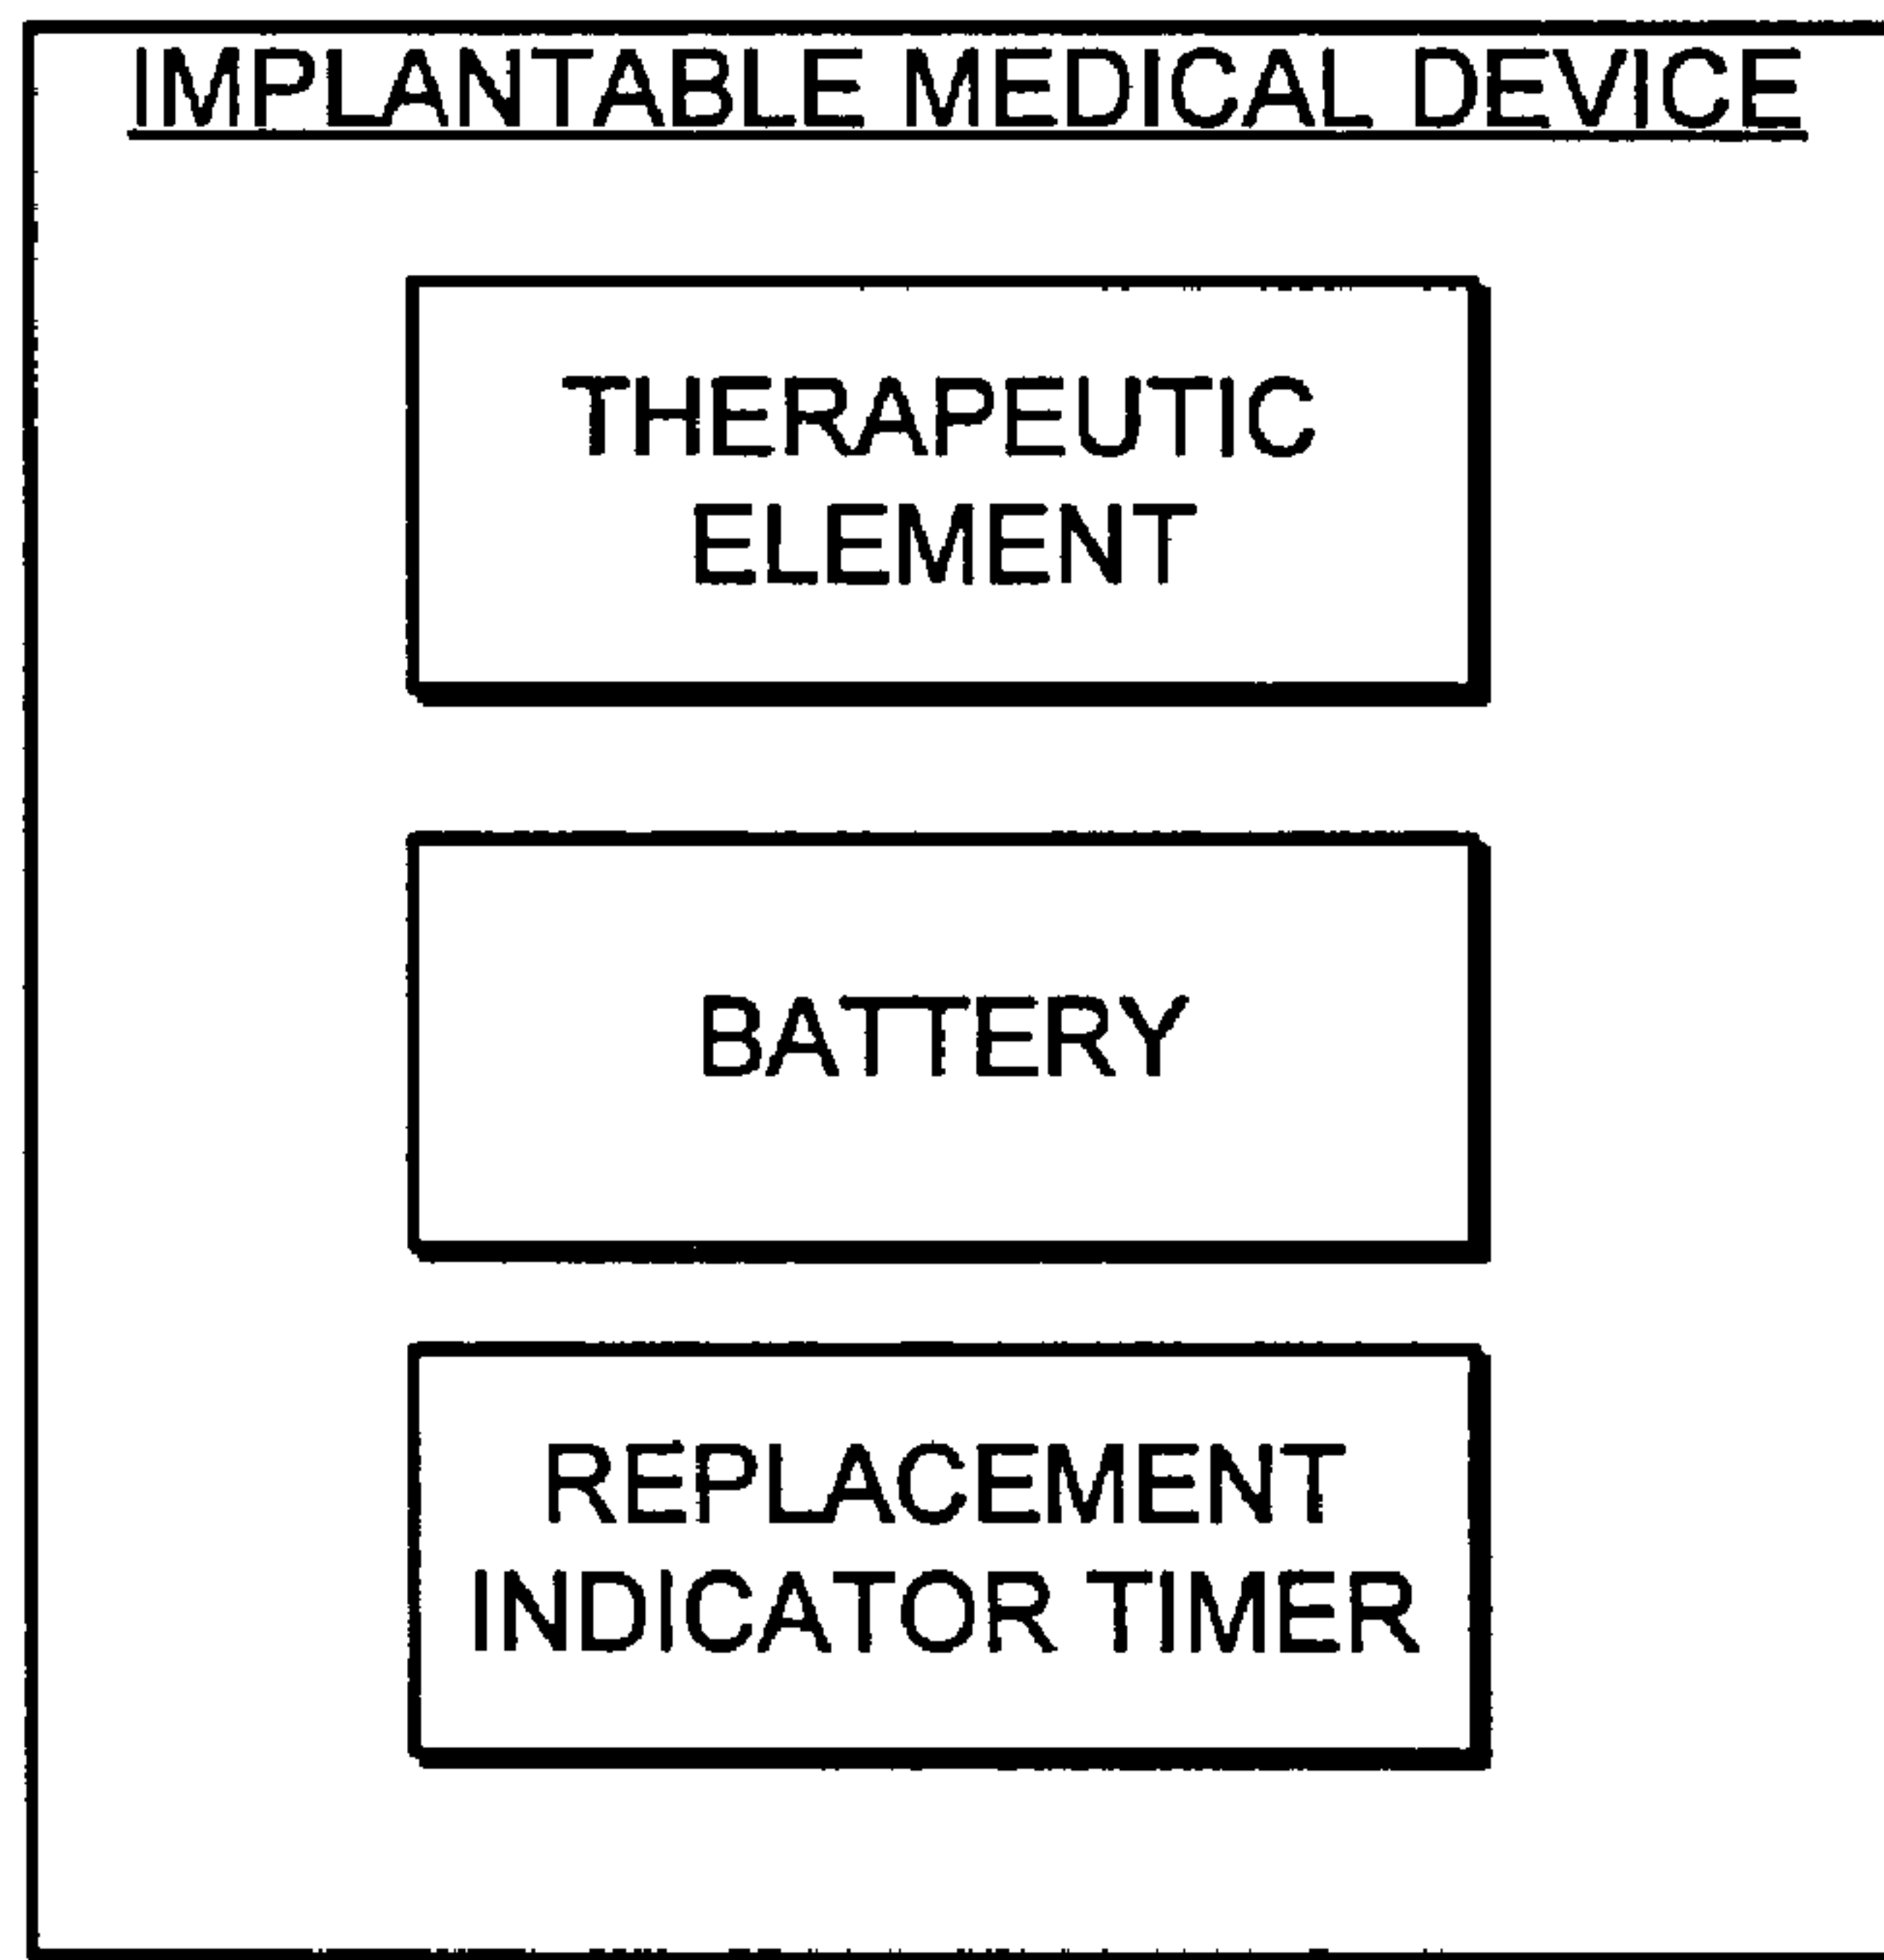 IMPLANTABLE MEDICAL DEVICE
THERAPEUTIC
ELEMENT
BATTERY
REPLACEMENT
INDICATOR TIMER